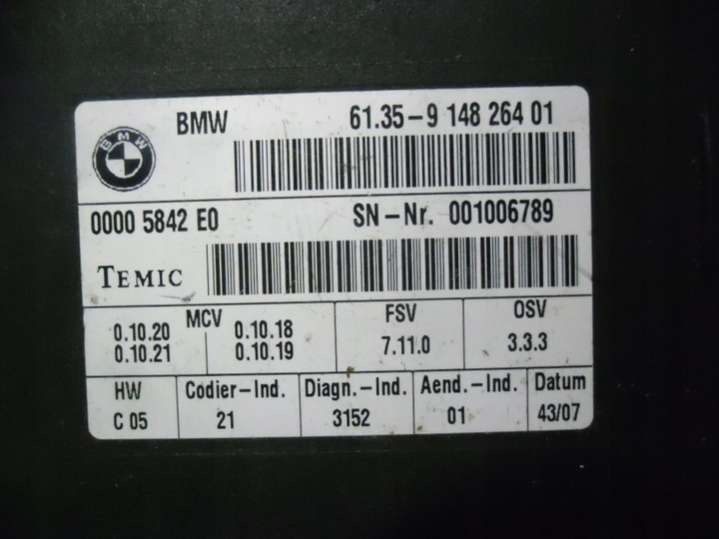 BMW
BMW 61.35-9 148 264 01
0000 5842 E0 SN-Nr. 001006789
TEMIC
MCV FSV OSV
0.10.20 0.10.18
0.10.21 0.10.19 7.11.0 3.3.3
HW Codier-Ind. Diagn.-Ind. Aend.-Ind. Datum
C 05 21 3152 01 43/07